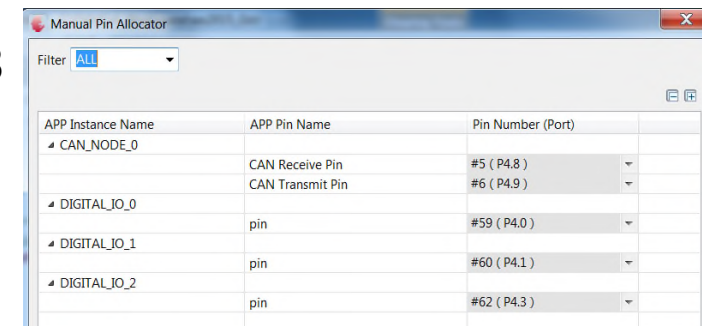 Manual Pin Allocator
Filter ALL
APP Instance Name APP Pin Name Pin Number (Port)
CAN_NODE_0
CAN Receive Pin #5 ( P4.8 )
CAN Transmit Pin #6 ( P4.9 )
DIGITAL_IO_0
pin #59 ( P4.0 )
DIGITAL_IO_1
pin #60 ( P4.1 )
DIGITAL_IO_2
pin #62 ( P4.3 )